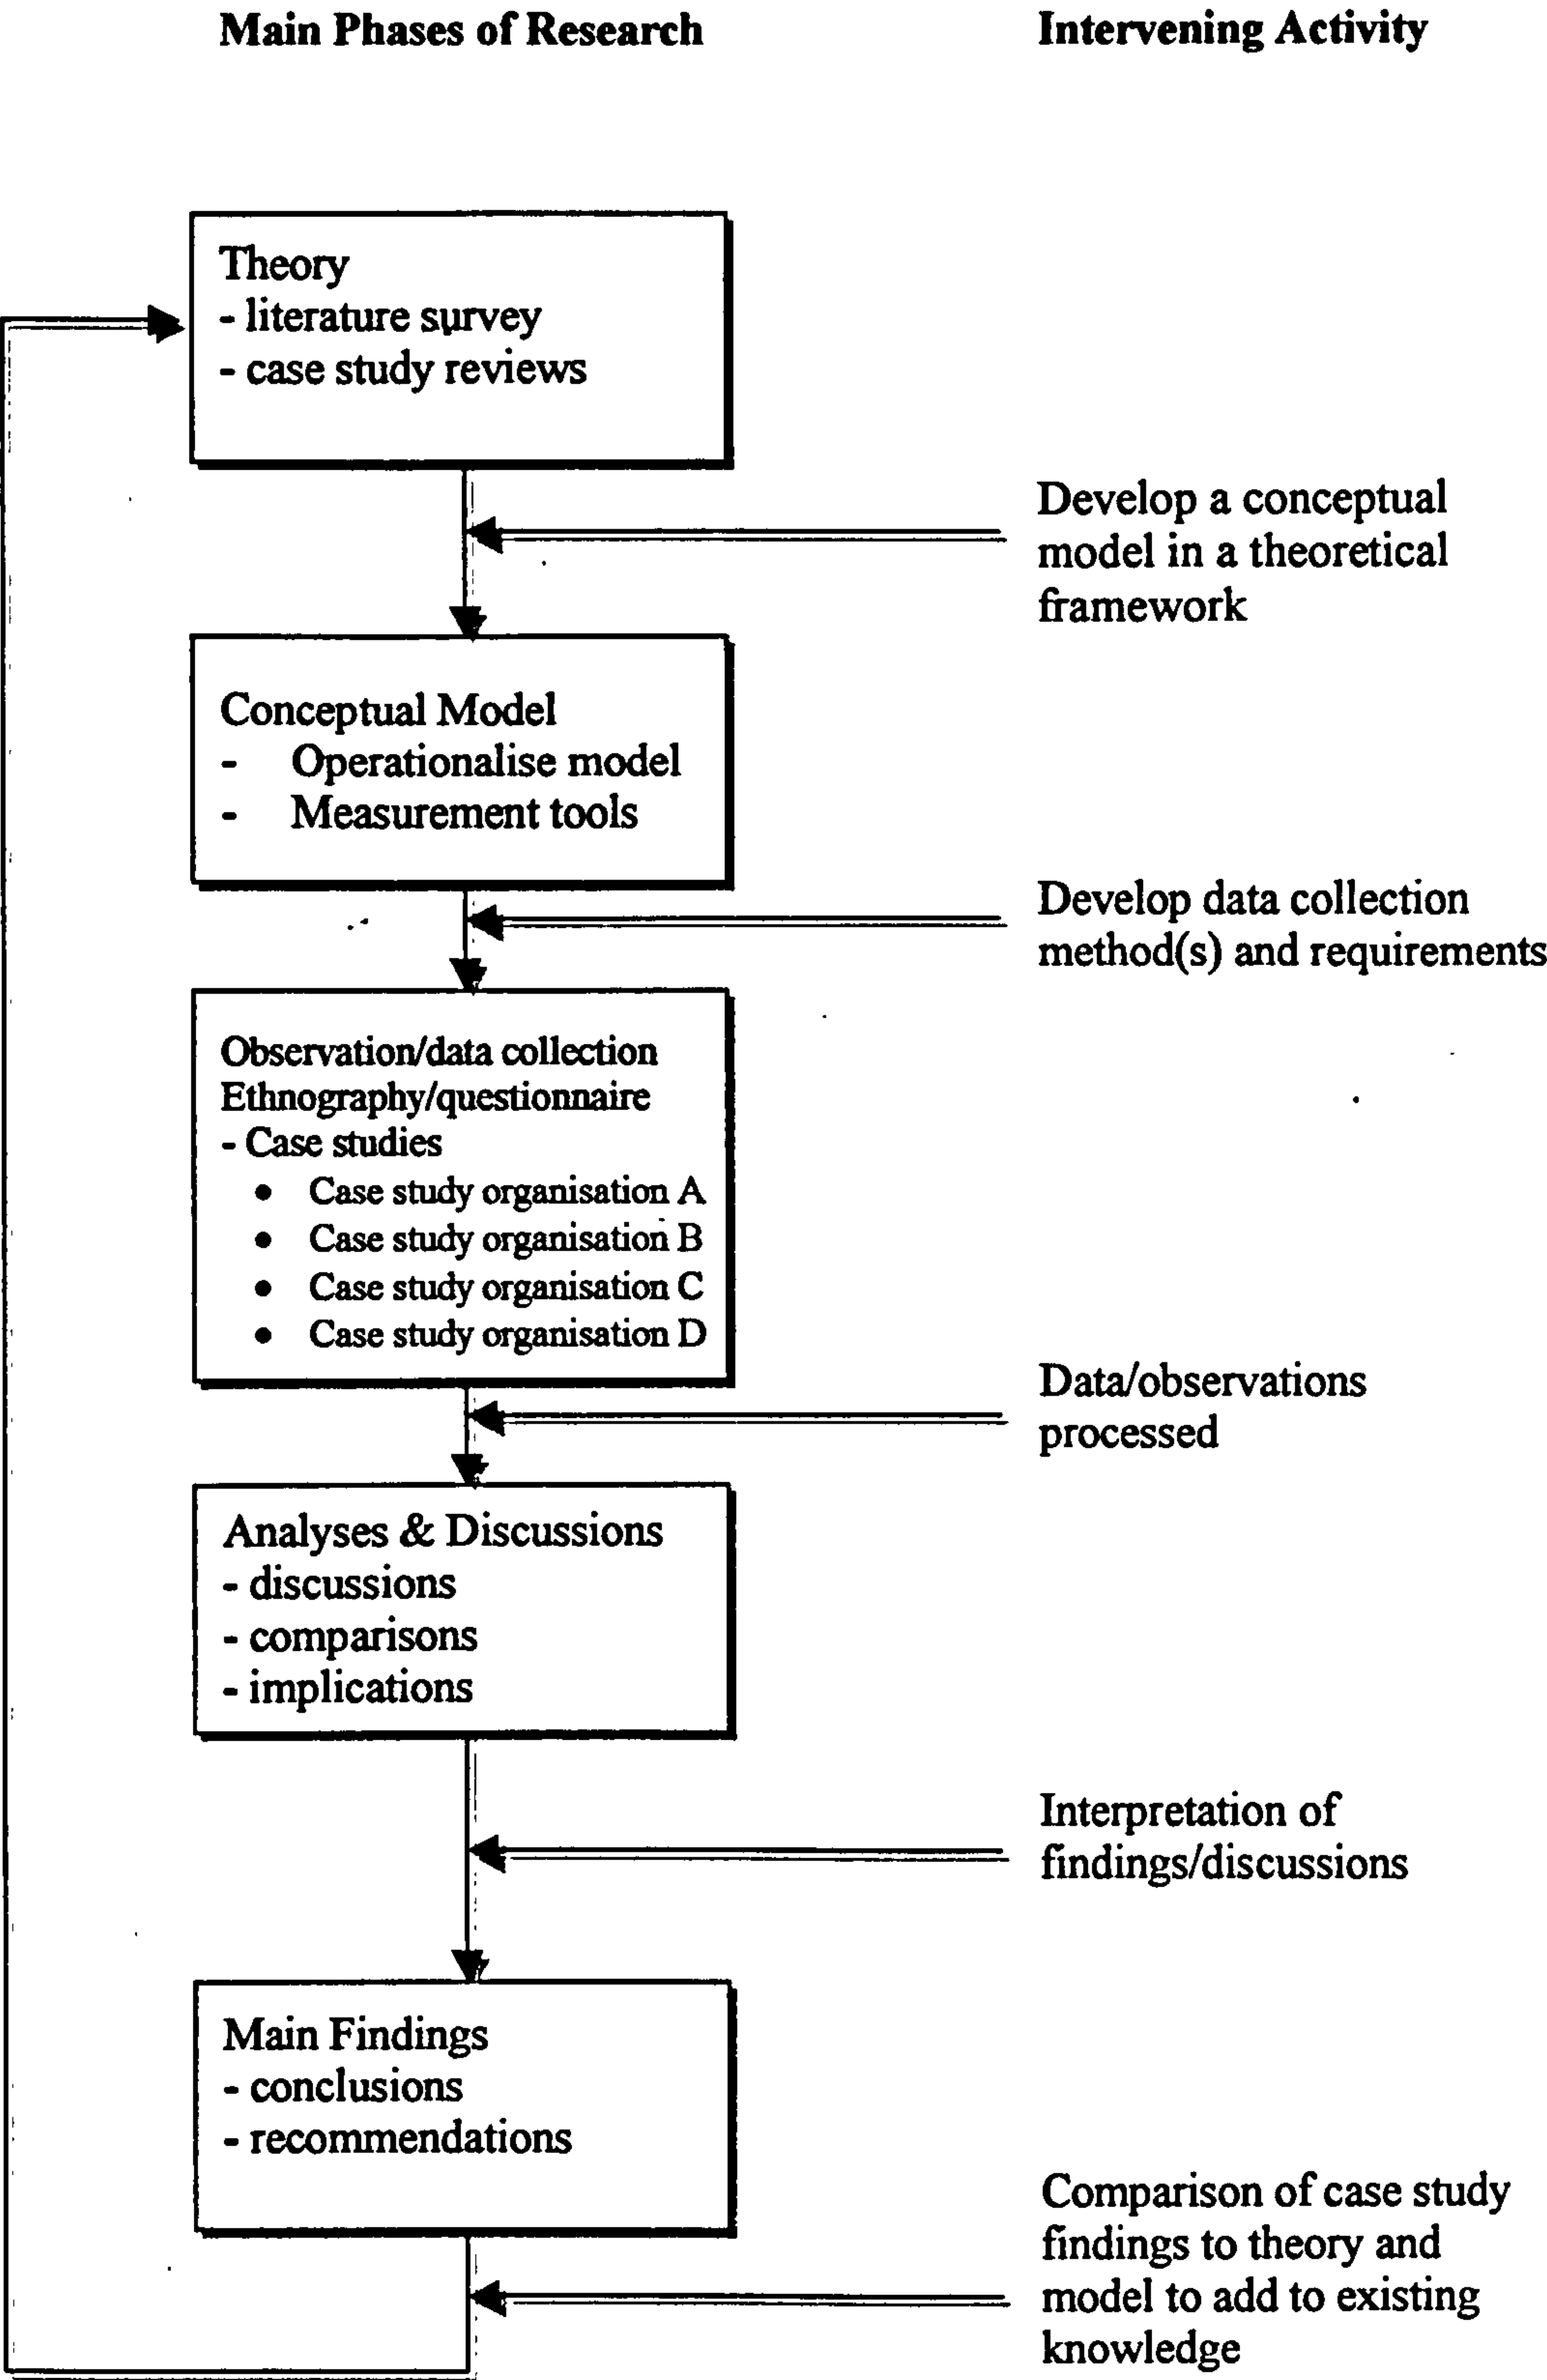 Main Phases of Research
Intervening Activity
Theory
- literature survey
- case study reviews
Develop a conceptual
model in a theoretical
framework
Conceptual Model
- Operationalise model
- Measurement tools
Develop data collection
method(s) and requirements
Observation/data collection
Ethnography/questionnaire
- Case studies
• Case study organisation A
• Case study organisation B
• Case study organisation C
• Case study organisation D
Data/observations
processed
Analyses & Discussions
- discussions
- comparisons
- implications
Interpretation of
findings/discussions
Main Findings
- conclusions
- recommendations
Comparison of case study
findings to theory and
model to add to existing
knowledge